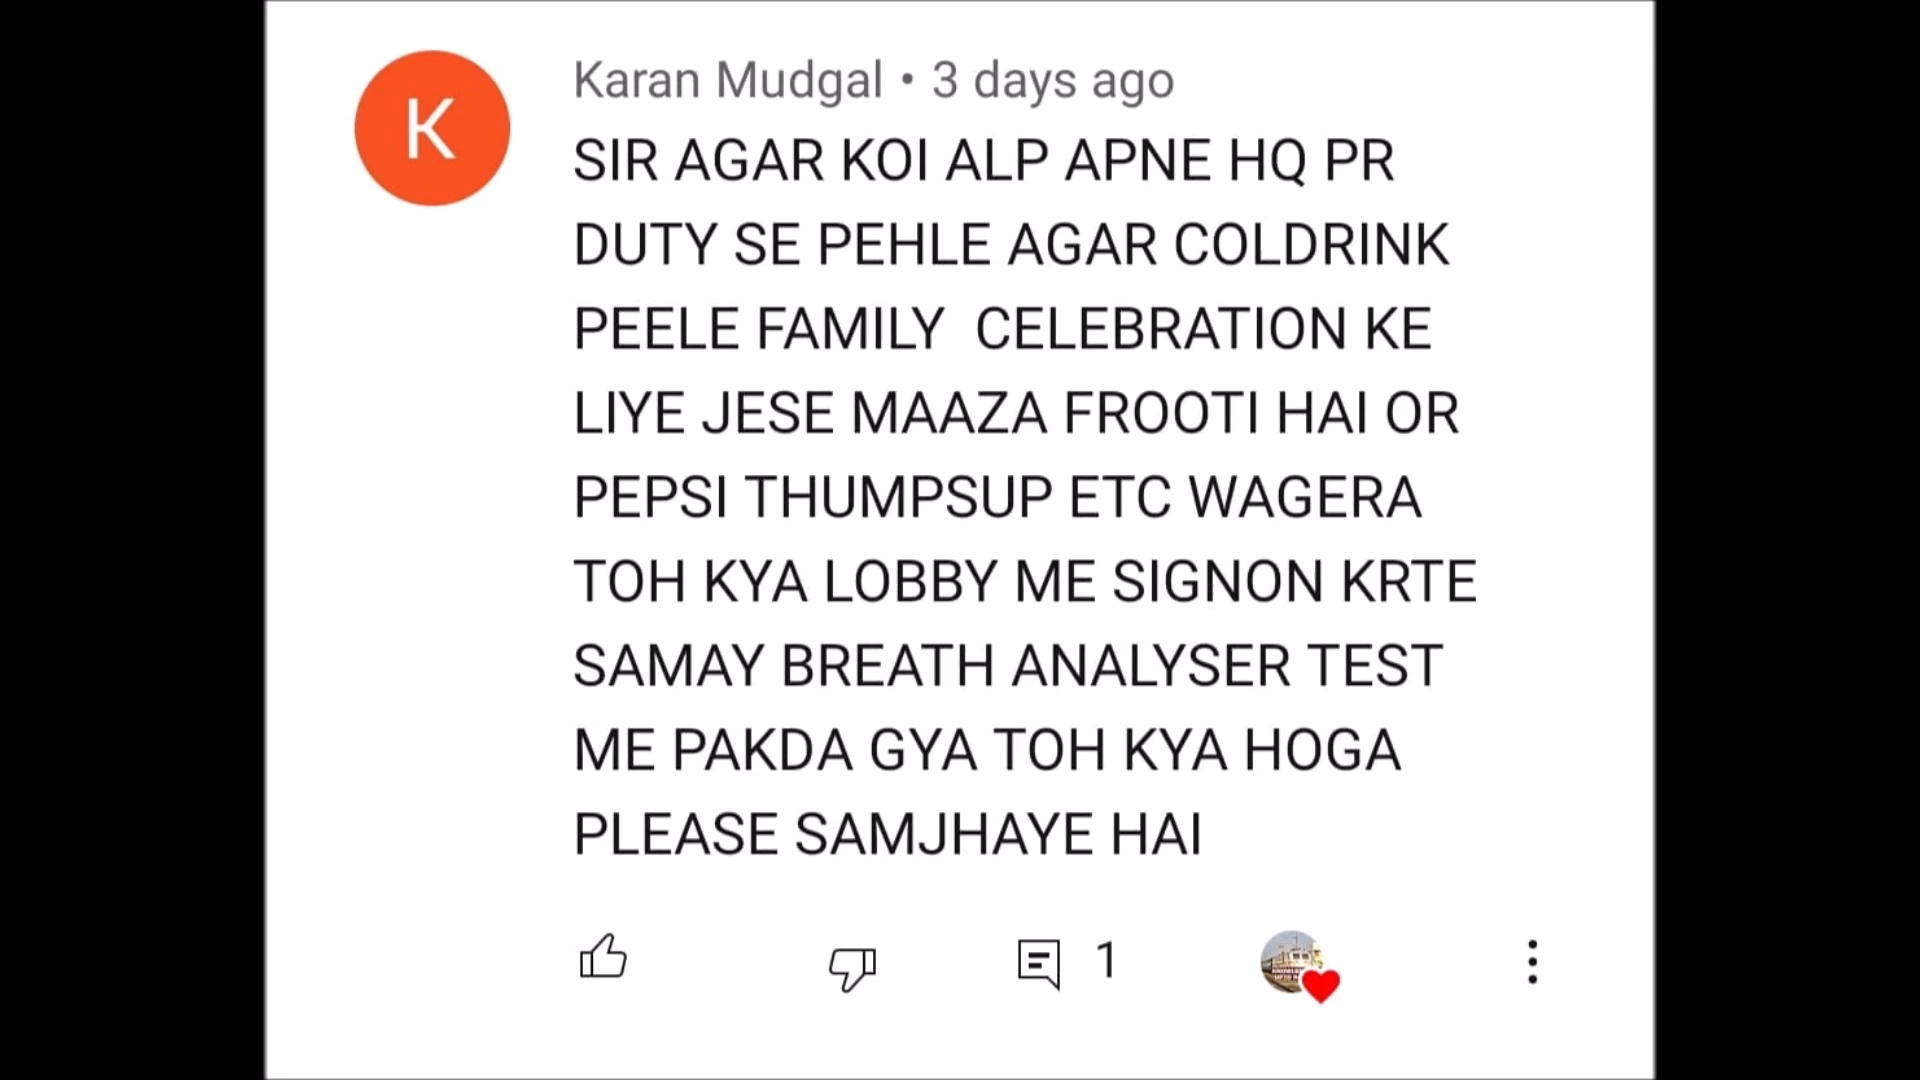 Karan Mudgal • 3 days ago
K
SIR AGAR KOI ALP APNE HQ PR
DUTY SE PEHLE AGAR COLDRINK
PEELE FAMILY CELEBRATION KE
LIYE JESE MAAZA FROOTI HAI OR
PEPSI THUMPSUP ETC WAGERA
TOH KYA LOBBY ME SIGNON KRTE
SAMAY BREATH ANALYSER TEST
ME PAKDA GYA TOH KYA HOGA
PLEASE SAMJHAYE HAI
1